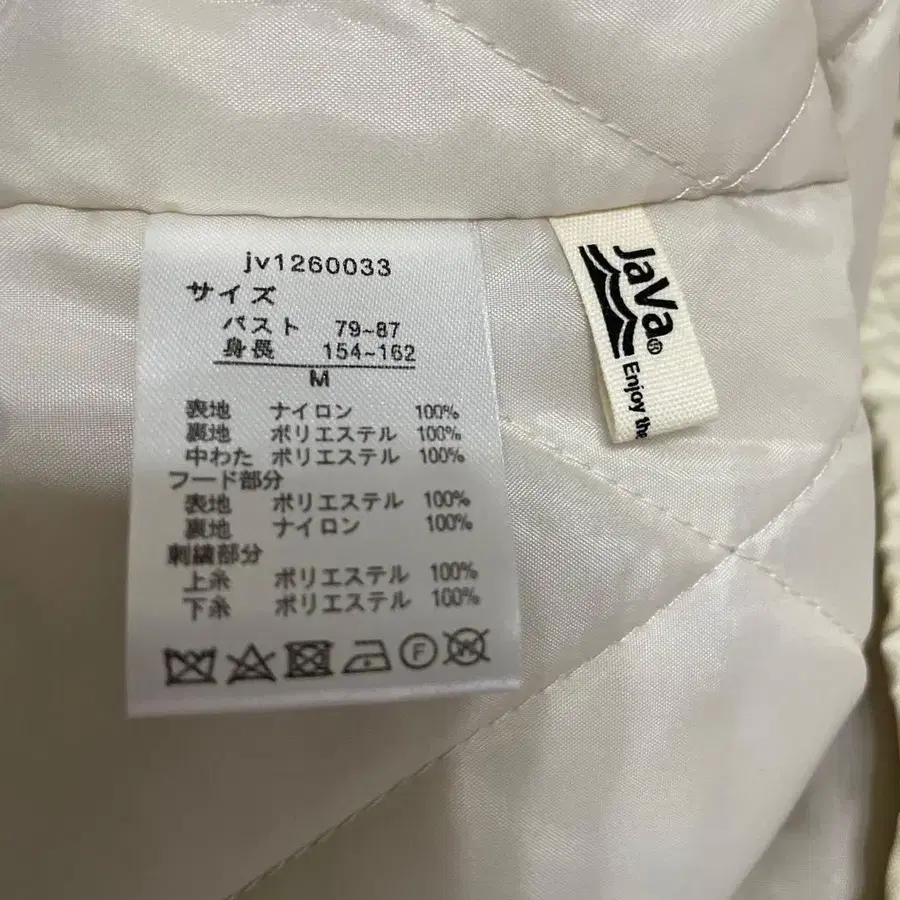 jv1260033
サイズ
バスト 79~87
身長 154~162
M
表地 ナイロン 100%
裏地 ポリエステル 100%
中わた ポリエステル 100%
フード部分
表地 ポリエステル 100%
裏地 ナイロン 100%
刺繍部分
上糸 ポリエステル 100%
下糸 ポリエステル 100%
F
W
JaVa®
Enjoy the